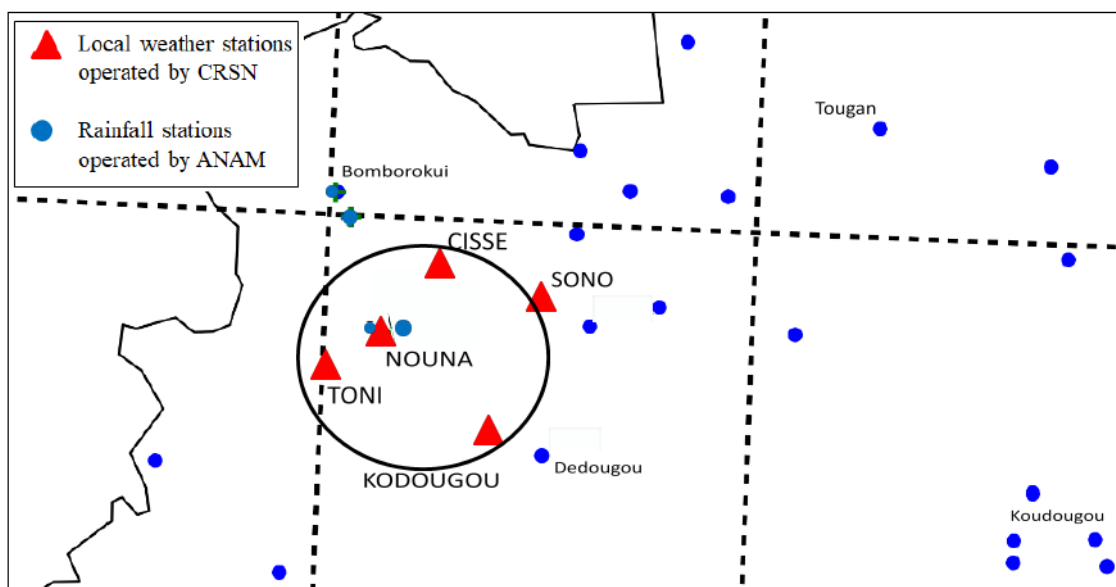 Local weather stations
operated by CRSN
Rainfall stations
operated by ANAM
Tougan
Bomborokui
CISSE
SONO
NOUNA
TONI
KODOUGOU
Dedougou
Koudougou